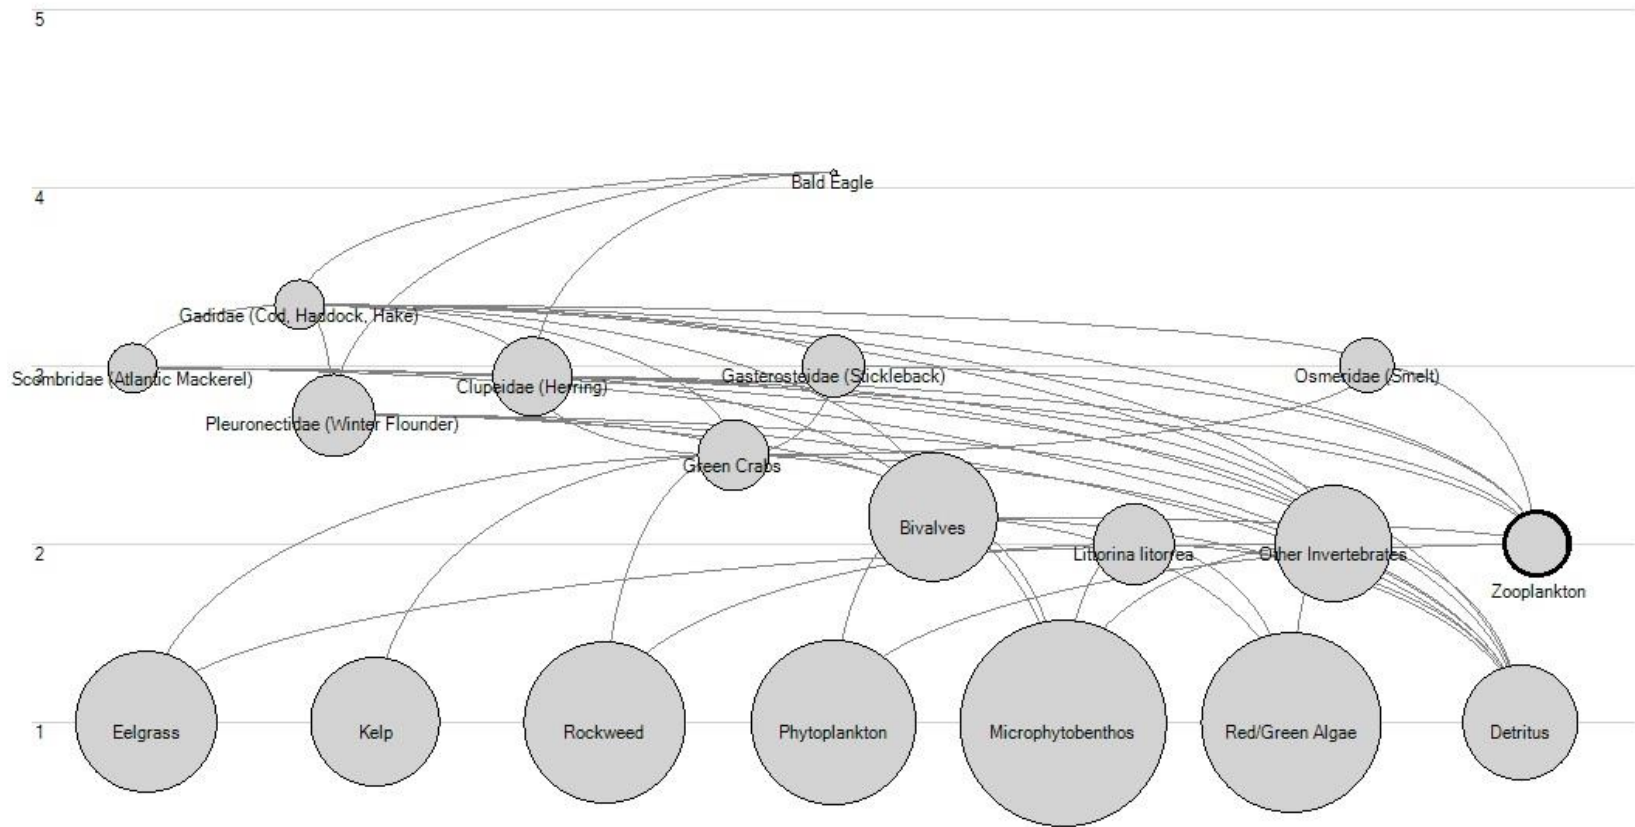 5
4
Bald Eagle
Gadidae (Cod, Haddock, Hake)
3
Scombridae (Atlantic Mackerel)
Clupeidae (Herring)
Gasterosteidae (Stickleback)
Osmeridae (Smelt)
Pleuronectidae (Winter Flounder)
Green Crabs
Bivalves
2
Littorina litorrea
Other Invertebrates
Zooplankton
1
Eelgrass
Kelp
Rockweed
Phytoplankton
Microphytobenthos
Red/Green Algae
Detritus